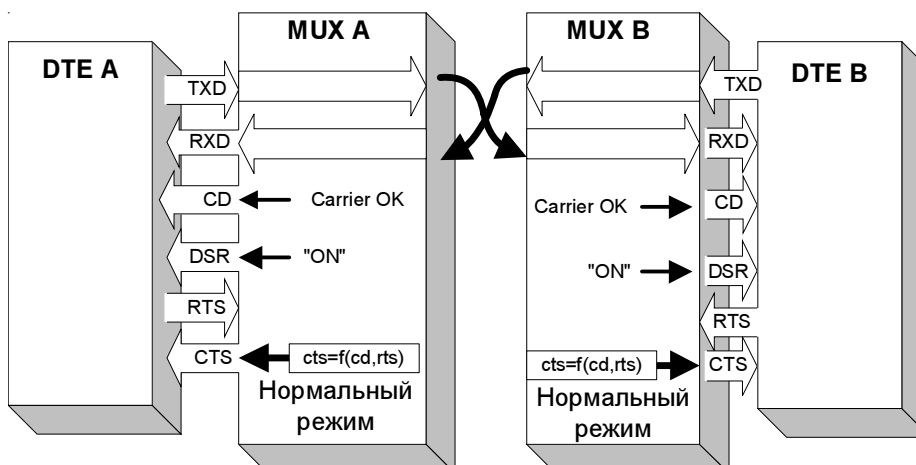 MUX A
MUX B
DTE A
DTE B
TXD
TXD
RXD
RXD
CD
Carrier OK
Carrier OK
CD
DSR
"ON"
"ON"
DSR
RTS
RTS
CTS
cts=f(cd,rts)
cts=f(cd,rts)
CTS
Нормальный
режим
Нормальный
режим